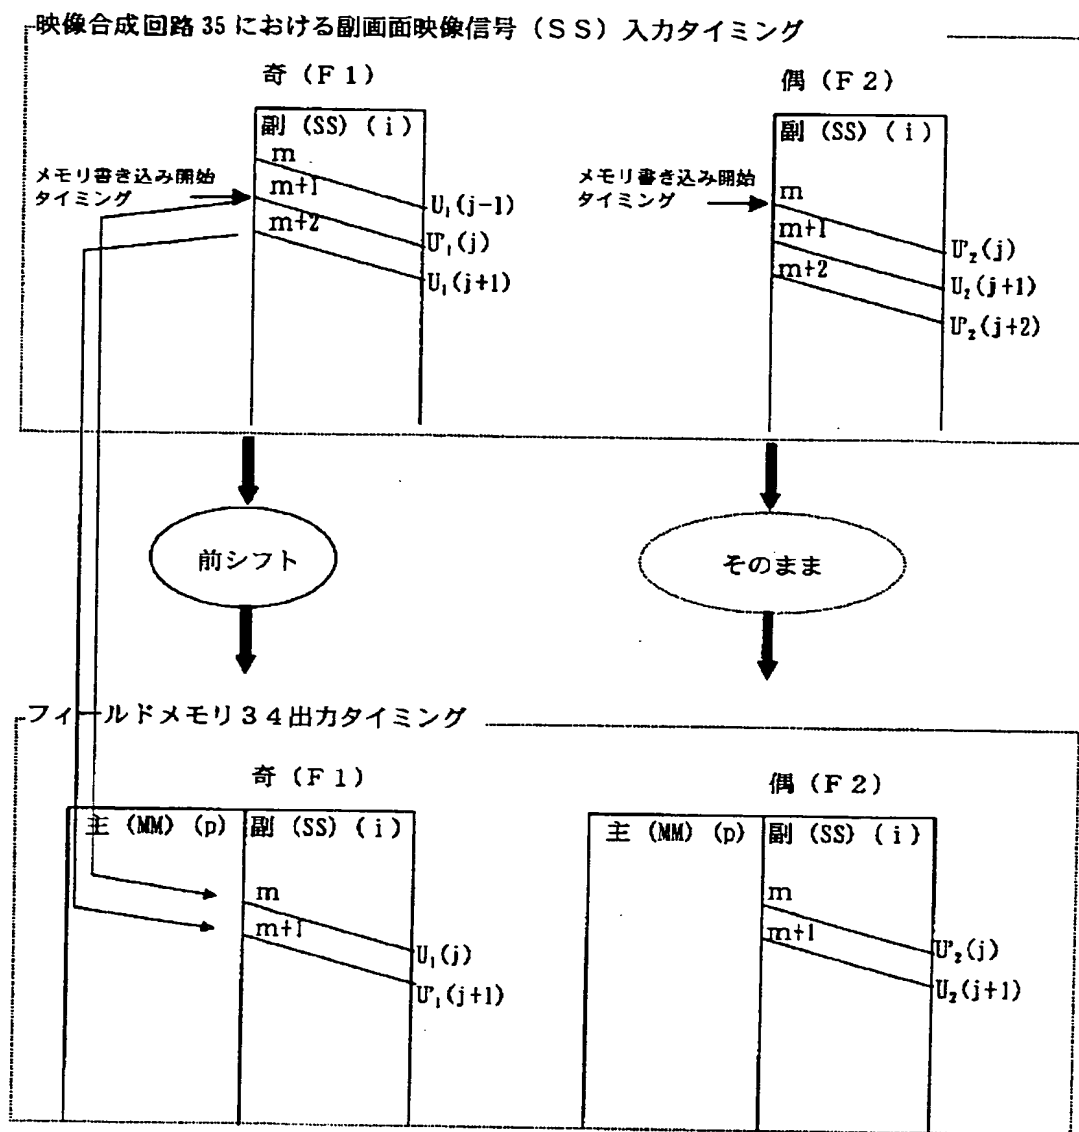 映像合成回路35における副画面映像信号(SS)入力タイミング
奇(F1)
偶(F2)
副(SS)(i)
副(SS)(i)
m
メモリ書き込み開始
タイミング
m+1
U₁(j-1)
m+2
U'₁(j)
U₁(j+1)
メモリ書き込み開始
タイミング
m
m+1
U'₂(j)
m+2
U₂(j+1)
U'₂(j+2)
前シフト
そのまま
フィールドメモリ34出力タイミング
奇(F1)
偶(F2)
主(MM)(p)
副(SS)(i)
主(MM)(p)
副(SS)(i)
m
m+1
U₁(j)
U'₁(j+1)
m
m+1
U'₂(j)
U₂(j+1)